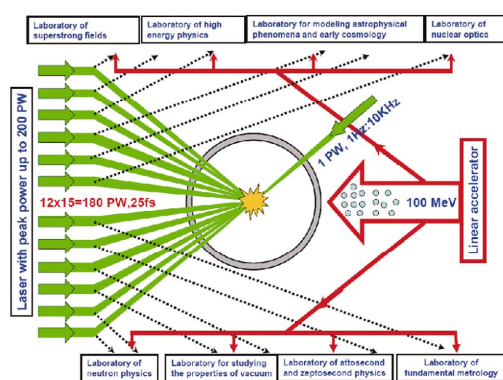 Laboratory of
superstrong fields
Laboratory of high
energy physics
Laboratory for modeling astrophysical
phenomena and early cosmology
Laboratory of
nuclear optics
Laser with peak power up to 200 PW
1 PW, 1Hz:10KHz
12x15=180 PW,25fs
100 MeV
Linear accelerator
Laboratory of
neutron physics
Laboratory for studying
the properties of vacuum
Laboratory of attosecond
and zeptosecond physics
Laboratory of
fundamental metrology